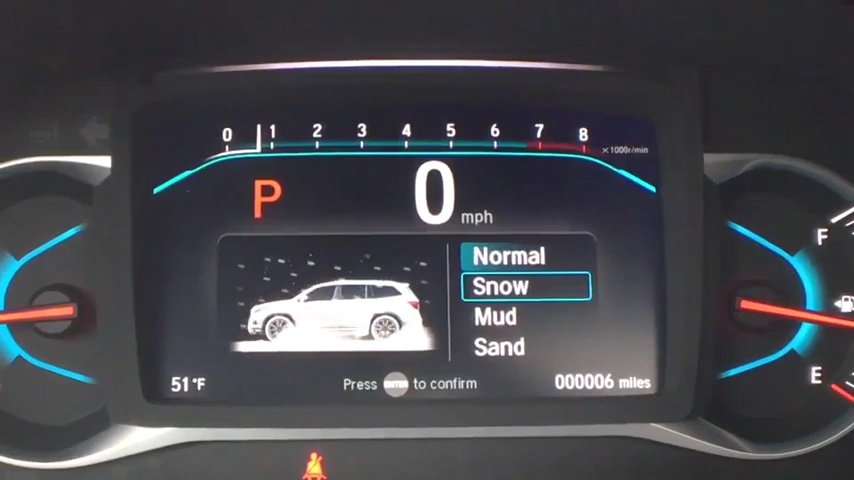 0 1 2 3 4 5 6 7 8
×1000r/min
P 0 mph
F
Normal
Snow
Mud
Sand
E
51°F Press ENTER to confirm 000006 miles